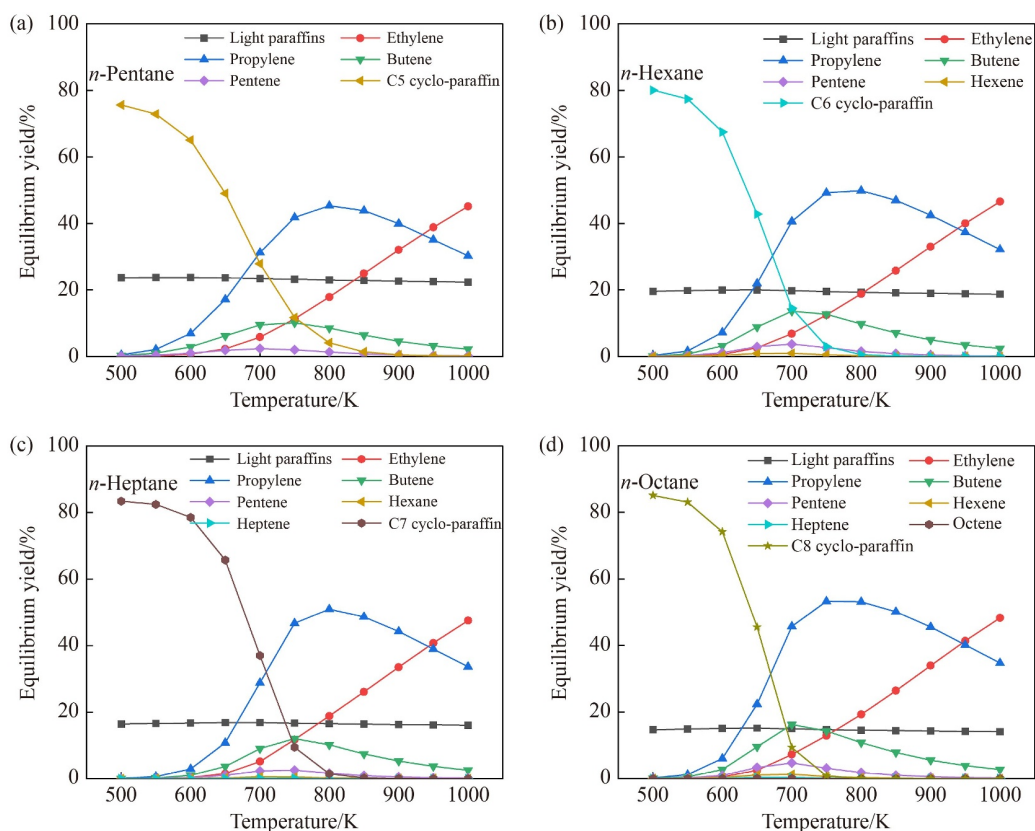 (a)
100
80
60
40
20
0
Equilibrium yield/%
n-Pentane
Light paraffins
Ethylene
Propylene
Butene
Pentene
C5 cyclo-paraffin
500 600 700 800 900 1000
Temperature/K
(b)
100
80
60
40
20
0
Equilibrium yield/%
n-Hexane
Light paraffins
Ethylene
Propylene
Butene
Pentene
Hexene
C6 cyclo-paraffin
500 600 700 800 900 1000
Temperature/K
(c)
100
80
60
40
20
0
Equilibrium yield/%
n-Heptane
Light paraffins
Ethylene
Propylene
Butene
Pentene
Hexane
Heptene
C7 cyclo-paraffin
500 600 700 800 900 1000
Temperature/K
(d)
100
80
60
40
20
0
Equilibrium yield/%
n-Octane
Light paraffins
Ethylene
Propylene
Butene
Pentene
Hexene
Heptene
Octene
C8 cyclo-paraffin
500 600 700 800 900 1000
Temperature/K